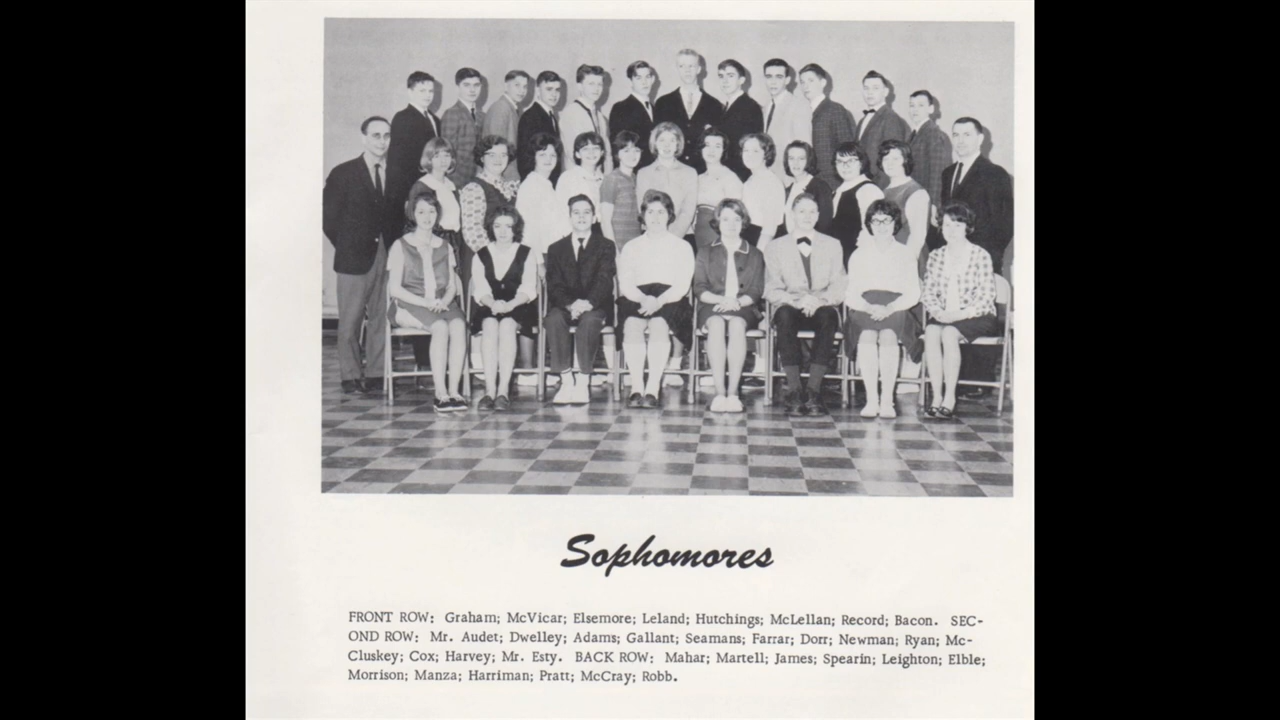 Sophomores
FRONT ROW: Graham; McVicar; Elsemore; Leland; Hutchings; McLellan; Record; Bacon. SEC-
OND ROW: Mr. Audet; Dwelley; Adams; Gallant; Seamans; Farrar; Dorr; Newman; Ryan; Mc-
Cluskey; Cox; Harvey; Mr. Esty. BACK ROW: Mahar; Martell; James; Spearin; Leighton; Elble;
Morrison; Manza; Harriman; Pratt; McCray; Robb.